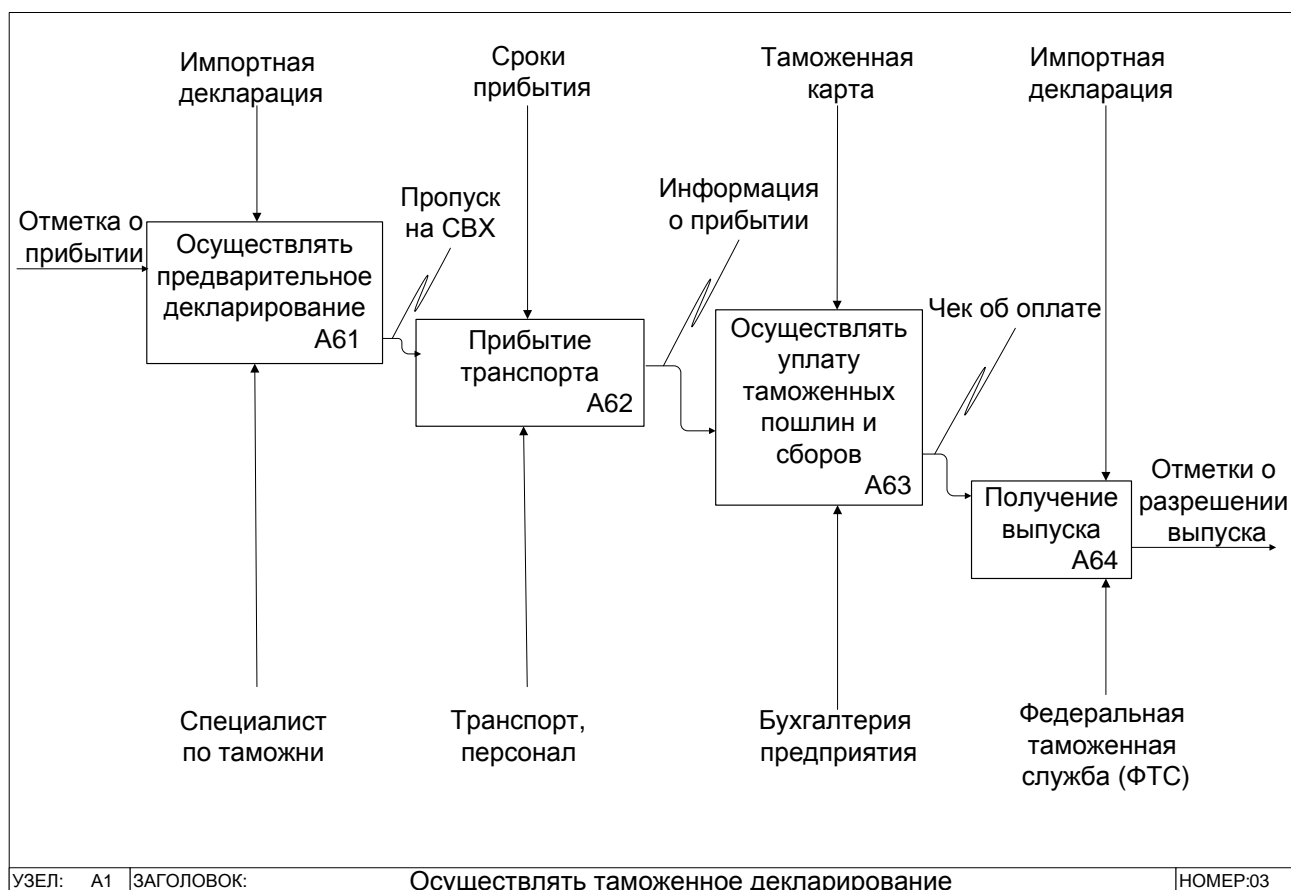 Импортная
декларация
Сроки
прибытия
Таможенная
карта
Импортная
декларация
Отметка о
прибытии
Осуществлять
предварительное
декларирование
А61
Пропуск
на СВХ
Прибытие
транспорта
А62
Информация
о прибытии
Осуществлять
уплату
таможенных
пошлин и
сборов
А63
Чек об оплате
Получение
выпуска
А64
Отметки о
разрешении
выпуска
Специалист
по таможни
Транспорт,
персонал
Бухгалтерия
предприятия
Федеральная
таможенная
служба (ФТС)
УЗЕЛ: А1 ЗАГОЛОВОК: Осуществлять таможенное декларирование НОМЕР:03